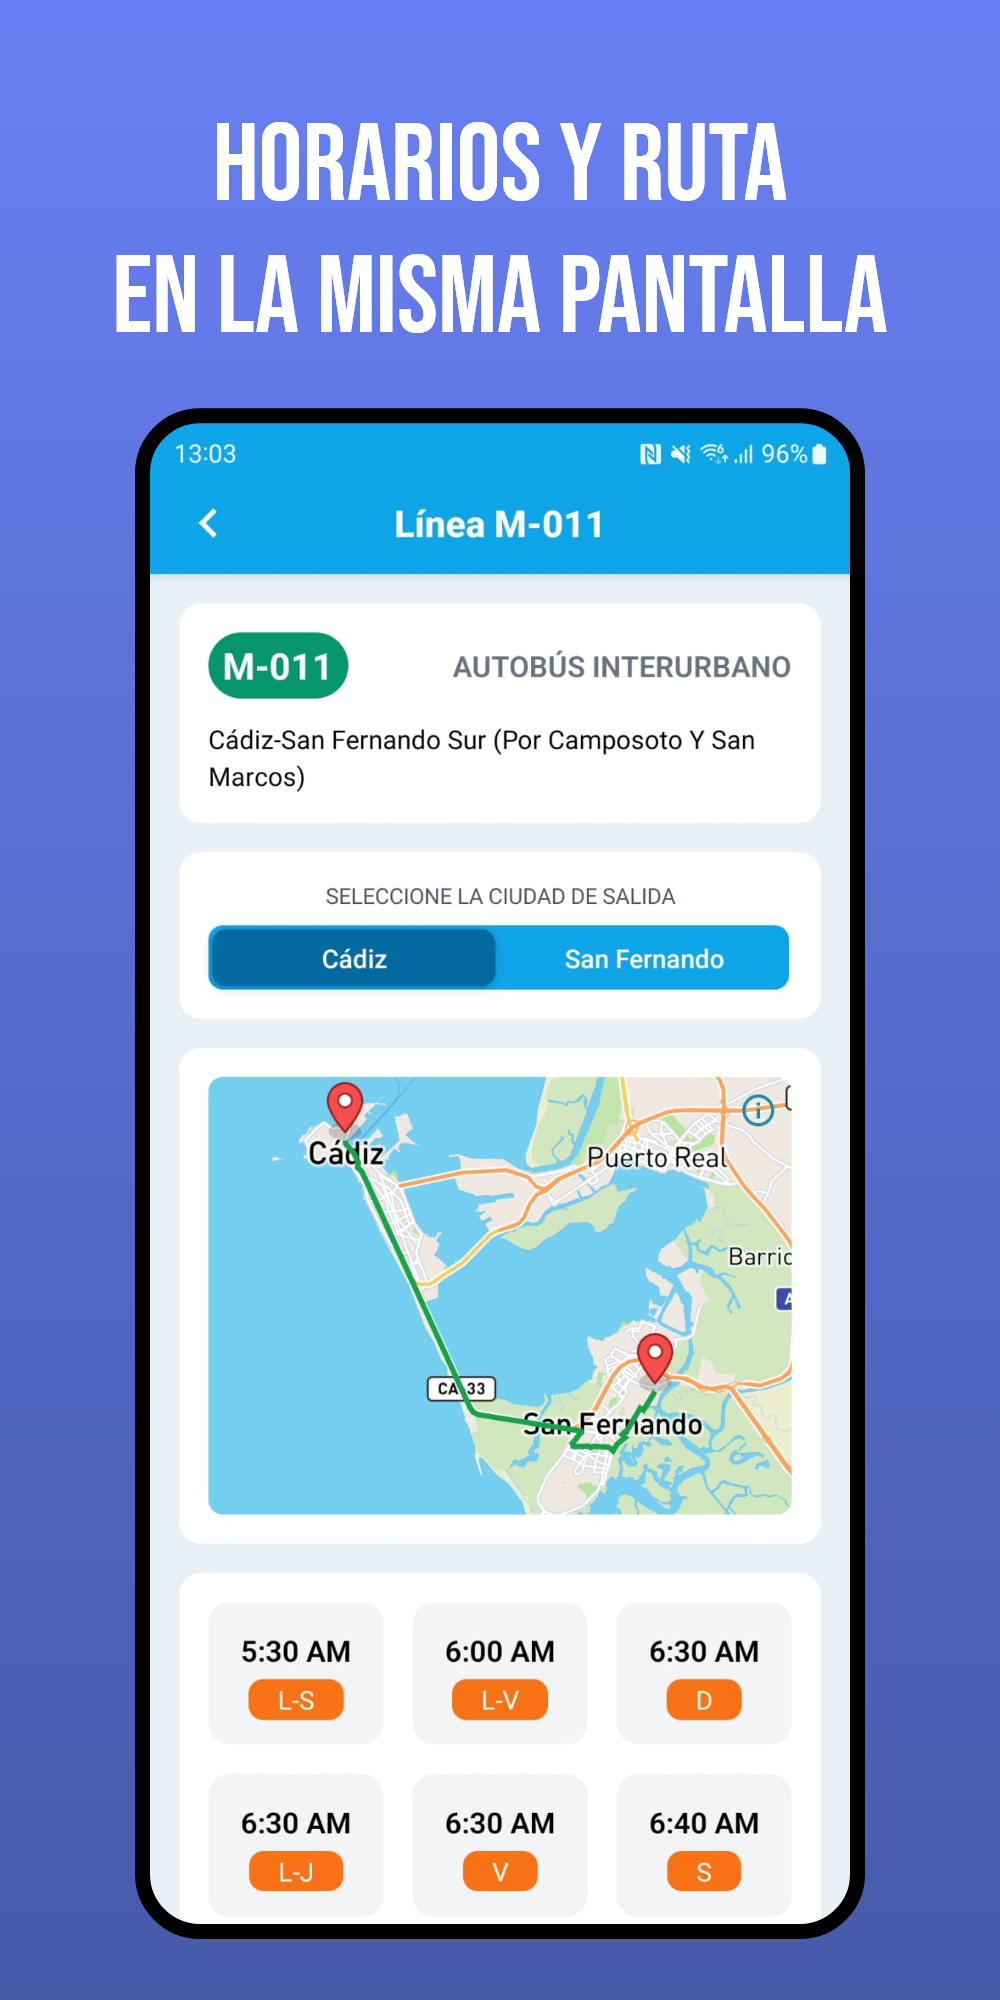 HORARIOS Y RUTA
EN LA MISMA PANTALLA
13:03
96%
Línea M-011
M-011
AUTOBÚS INTERURBANO
Cádiz-San Fernando Sur (Por Camposoto Y San
Marcos)
SELECCIONE LA CIUDAD DE SALIDA
Cádiz
San Fernando
Cádiz
Puerto Real
Barric
A
CA-33
San Fernando
5:30 AM
6:00 AM
6:30 AM
L-S
L-V
D
6:30 AM
6:30 AM
6:40 AM
L-J
V
S